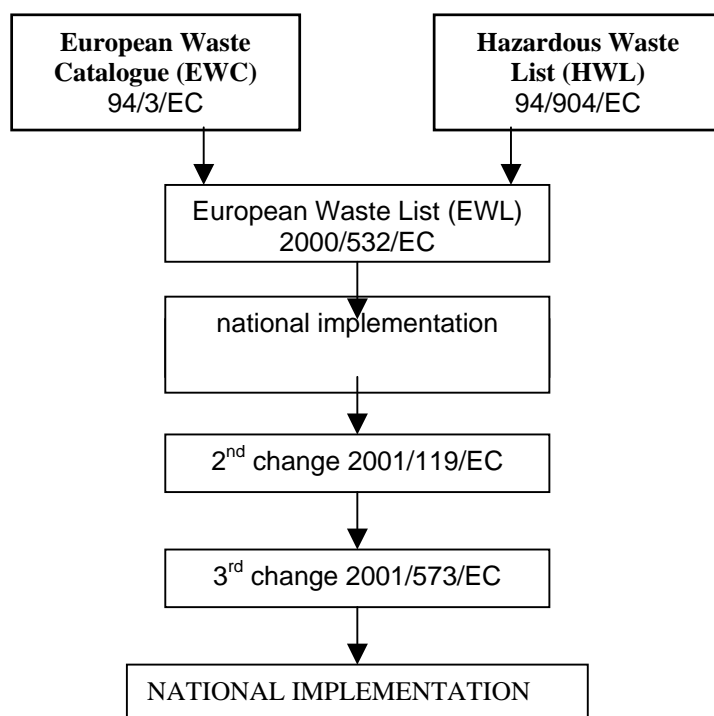 European Waste
Catalogue (EWC)
94/3/EC
Hazardous Waste
List (HWL)
94/904/EC
European Waste List (EWL)
2000/532/EC
national implementation
2nd change 2001/119/EC
3rd change 2001/573/EC
NATIONAL IMPLEMENTATION